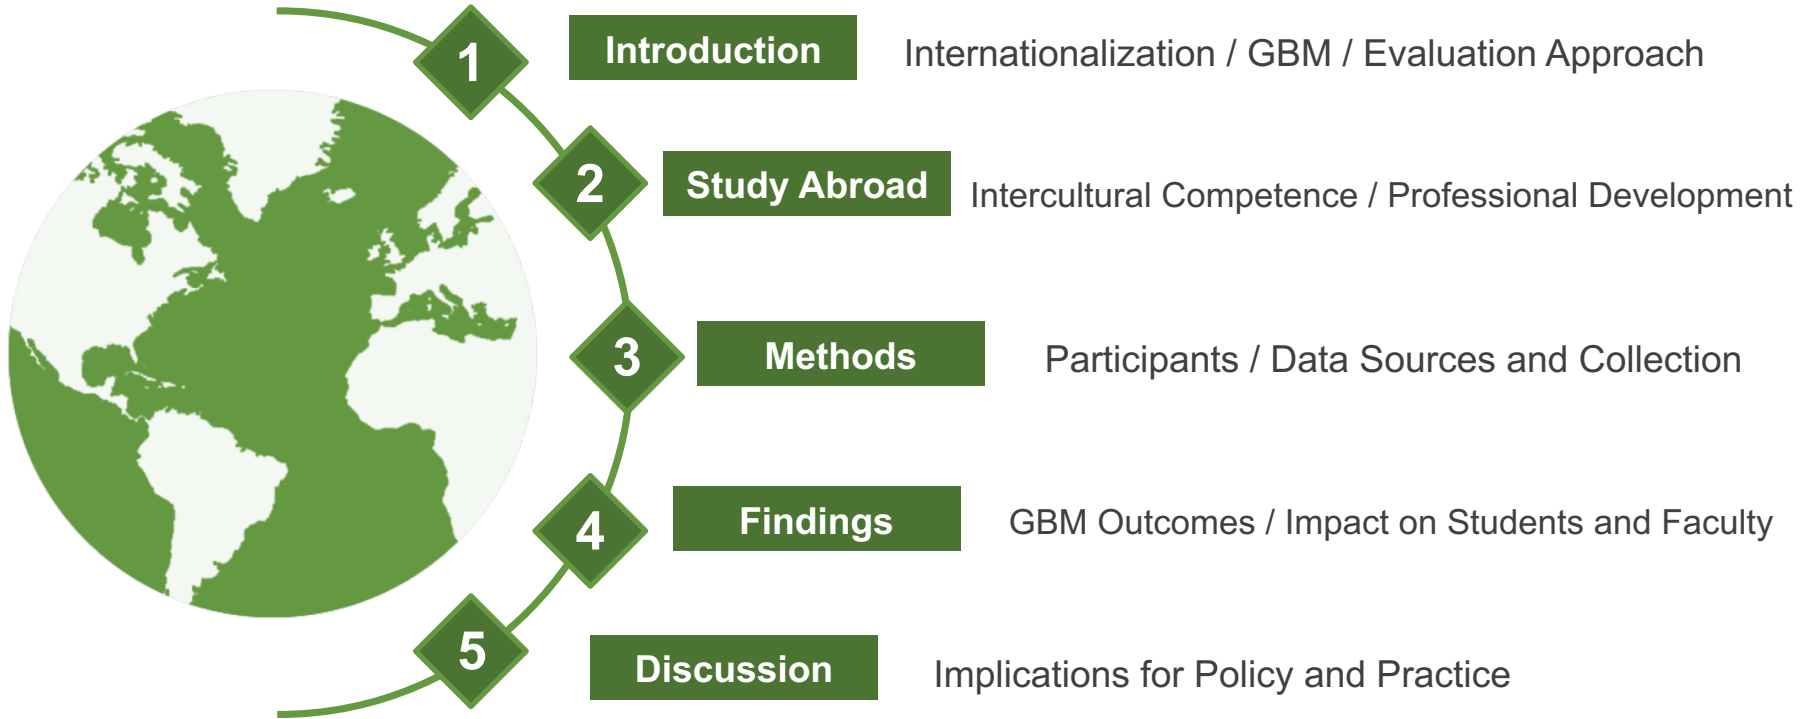 1 Introduction Internationalization / GBM / Evaluation Approach
2 Study Abroad Intercultural Competence / Professional Development
3 Methods Participants / Data Sources and Collection
4 Findings GBM Outcomes / Impact on Students and Faculty
5 Discussion Implications for Policy and Practice